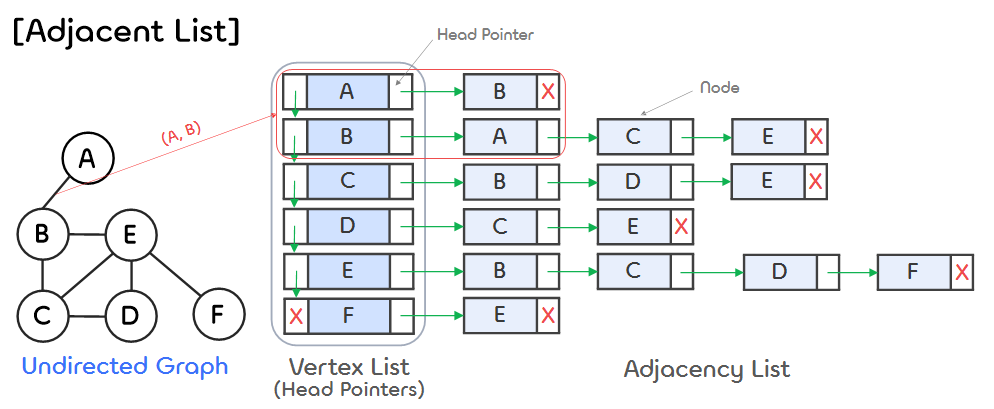 [Adjacent List]
Head Pointer
Node
(A, B)
A
B
E
C
D
F
Undirected Graph
A B X
B A C E X
C B D E X
D C E X
E B C D F X
X F E X
Vertex List
(Head Pointers)
Adjacency List